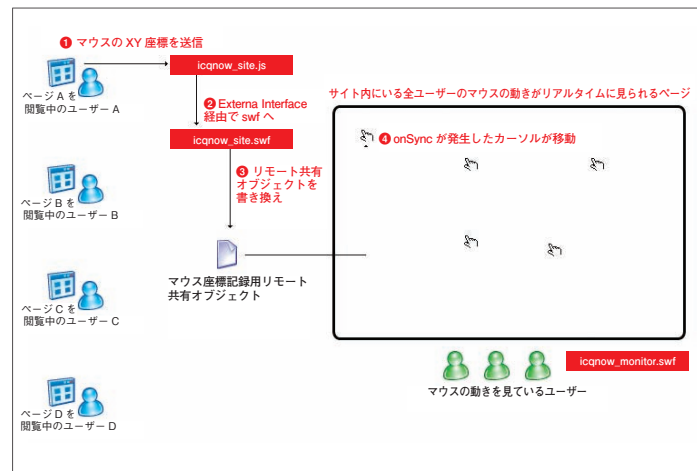 ❶ マウスの XY 座標を送信
icqnow_site.js
ページ A を
閲覧中のユーザー A
❷ Externa Interface
経由で swf へ
icqnow_site.swf
❸ リモート共有
オブジェクトを
書き換え
マウス座標記録用リモート
共有オブジェクト
ページ B を
閲覧中のユーザー B
ページ C を
閲覧中のユーザー C
ページ D を
閲覧中のユーザー D
サイト内にいる全ユーザーのマウスの動きがリアルタイムに見られるページ
❹ onSync が発生したカーソルが移動
icqnow_monitor.swf
マウスの動きを見ているユーザー